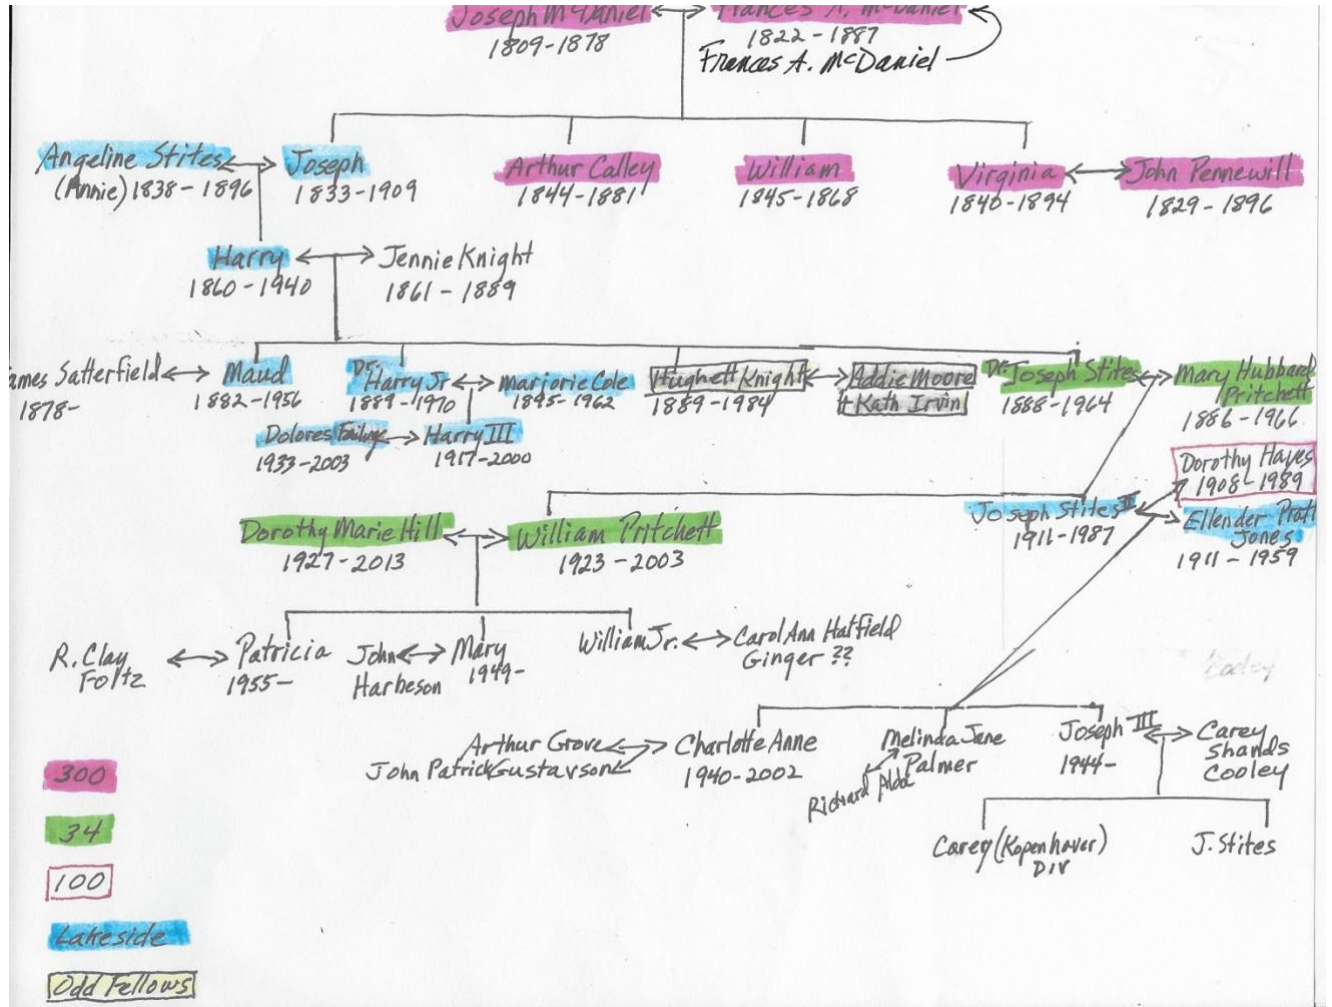 Joseph McDaniel Frances A. McDaniel
1809-1878 1822-1887
Frances A. McDaniel
Angeline Stites Joseph Arthur Calley William Virginia John Pennewill
(Annie) 1838-1896 1833-1909 1844-1881 1845-1868 1840-1894 1829-1896
Harry Jennie Knight
1860-1940 1861-1889
ames Satterfield Maud Dr. Harry Jr Marjorie Cole Hughett Knight Addie Moore Dr. Joseph Stites Mary Hubbard
+ Kath Irvin Pritchett
1878- 1882-1956 1889-1970 1895-1962 1889-1984 1888-1964 1886-1966
Dolores Harry III
1933-2003 1917-2000
Dorothy Hayes
1908-1989
Dorothy Marie Hill William Pritchett Joseph Stites II Ellender Pratt
Jones
1927-2013 1923-2003 1911-1987 1911-1959
R. Clay Patricia John Mary William Jr. Carol Ann Hatfield
Foltz 1955- Harbeson 1949- Ginger ??
Arthur Grove Charlotte Anne Melinda Jane Joseph III Carey
John Patrick Gustavson 1940-2002 Palmer 1944- Shands
Cooley
Richard
300
34
Carey (Kopenhaver) J. Stites
Div
100
Lakeside
Odd Fellows